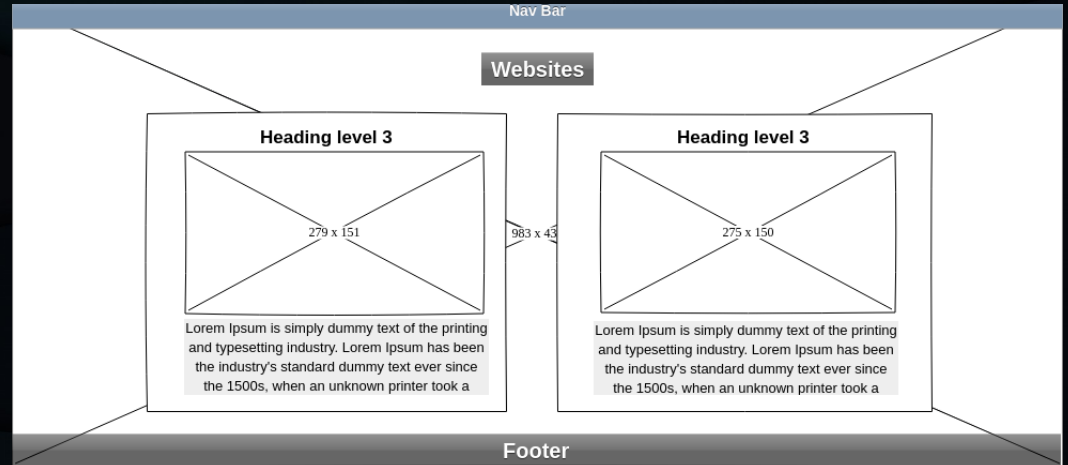 Nav Bar
Websites
Heading level 3
279 x 151
Lorem Ipsum is simply dummy text of the printing
and typesetting industry. Lorem Ipsum has been
the industry's standard dummy text ever since
the 1500s, when an unknown printer took a
983 x 43
Heading level 3
275 x 150
Lorem Ipsum is simply dummy text of the printing
and typesetting industry. Lorem Ipsum has been
the industry's standard dummy text ever since
the 1500s, when an unknown printer took a
Footer